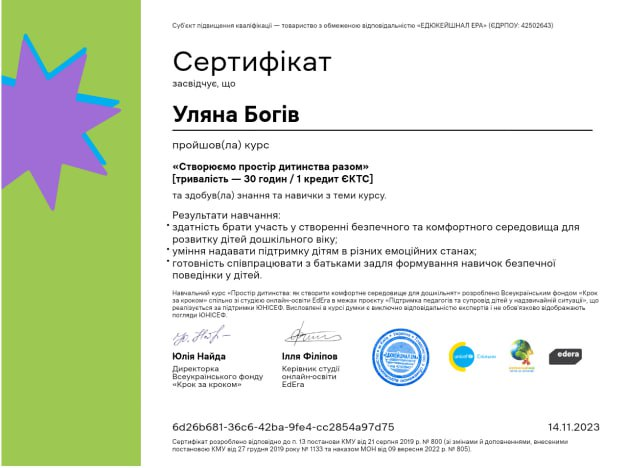 Суб'єкт підвищення кваліфікації — товариство з обмеженою відповідальністю «ЕДЮКЕЙШНАЛ ЕРА» (ЄДРПОУ: 42502643)
Сертифікат
засвідчує, що
Уляна Богів
пройшов(ла) курс
«Створюємо простір дитинства разом»
[тривалість — 30 годин / 1 кредит ЄКТС]
та здобув(ла) знання та навички з теми курсу.
Результати навчання:
• здатність брати участь у створенні безпечного та комфортного середовища для
розвитку дітей дошкільного віку;
• уміння надавати підтримку дітям в різних емоційних станах;
• готовність співпрацювати з батьками задля формування навичок безпечної
поведінки у дітей.
Навчальний курс «Простір дитинства: як створити комфортне середовище для дошкільнят» розроблено Всеукраїнським фондом «Крок
за кроком» спільно зі студією онлайн-освіти EdEra в межах проєкту «Підтримка педагогів та супровід дітей у надзвичайній ситуації», що
реалізується за підтримки ЮНІСЕФ. Висловлені в курсі думки є виключно відповідальністю експертів і не обов'язково відображають
погляди ЮНІСЕФ.
Юлія Найда
Директорка
Всеукраїнського фонду
«Крок за кроком»
Ілля Філіпов
Керівник студії
онлайн-освіти
EdEra
unicef
edera
6d26b681-36c6-42ba-9fe4-cc2854a97d75
14.11.2023
Сертифікат розроблено відповідно до п. 13 постанови КМУ від 21 серпня 2019 р. № 800 (зі змінами й доповненнями, внесеними
постановою КМУ від 27 грудня 2019 року № 1133 та наказом МОН від 09 вересня 2022 р. № 805).